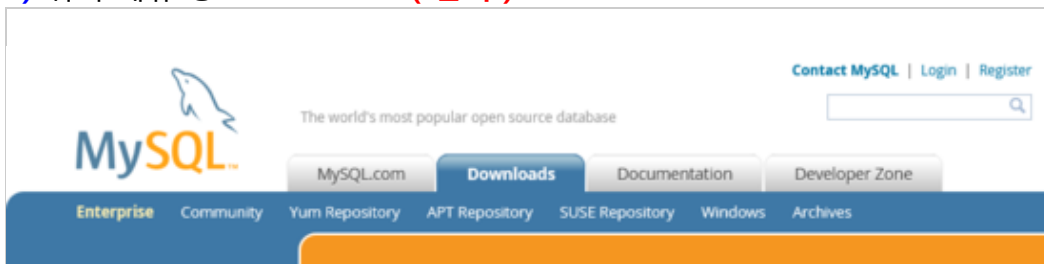 Contact MySQL | Login | Register
The world's most popular open source database
MySQL™
MySQL.com Downloads Documentation Developer Zone
Enterprise Community Yum Repository APT Repository SUSE Repository Windows Archives